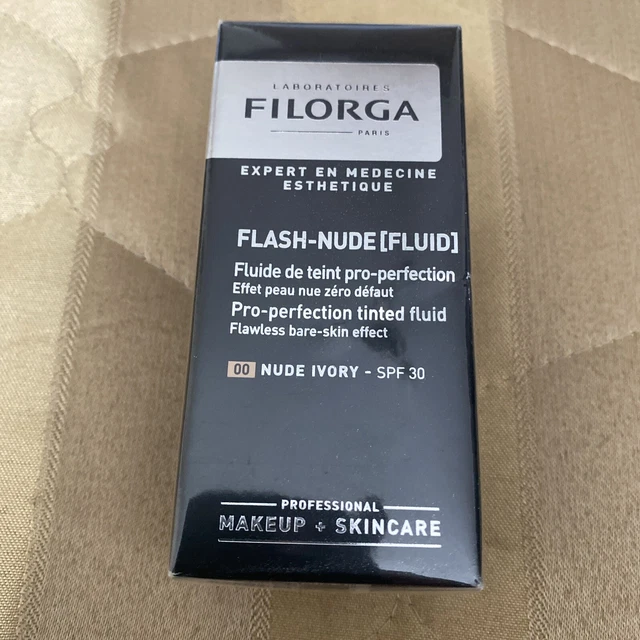 LABORATOIRES
FILORGA
PARIS
EXPERT EN MEDECINE
ESTHETIQUE
FLASH-NUDE [FLUID]
Fluide de teint pro-perfection
Effet peau nue zéro défaut
Pro-perfection tinted fluid
Flawless bare-skin effect
00 NUDE IVORY - SPF 30
PROFESSIONAL
MAKEUP + SKINCARE